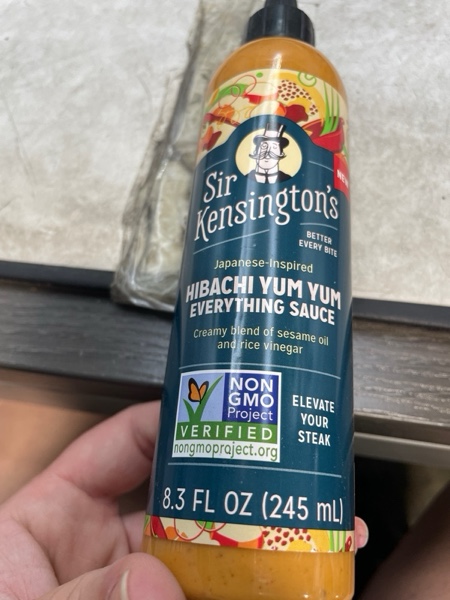 NEW
Sir
Kensington's
BETTER
EVERY BITE
Japanese-Inspired
HIBACHI YUM YUM
EVERYTHING SAUCE
Creamy blend of sesame oil
and rice vinegar
NON
GMO
Project
VERIFIED
nongmoproject.org
ELEVATE
YOUR
STEAK
8.3 FL OZ (245 mL)